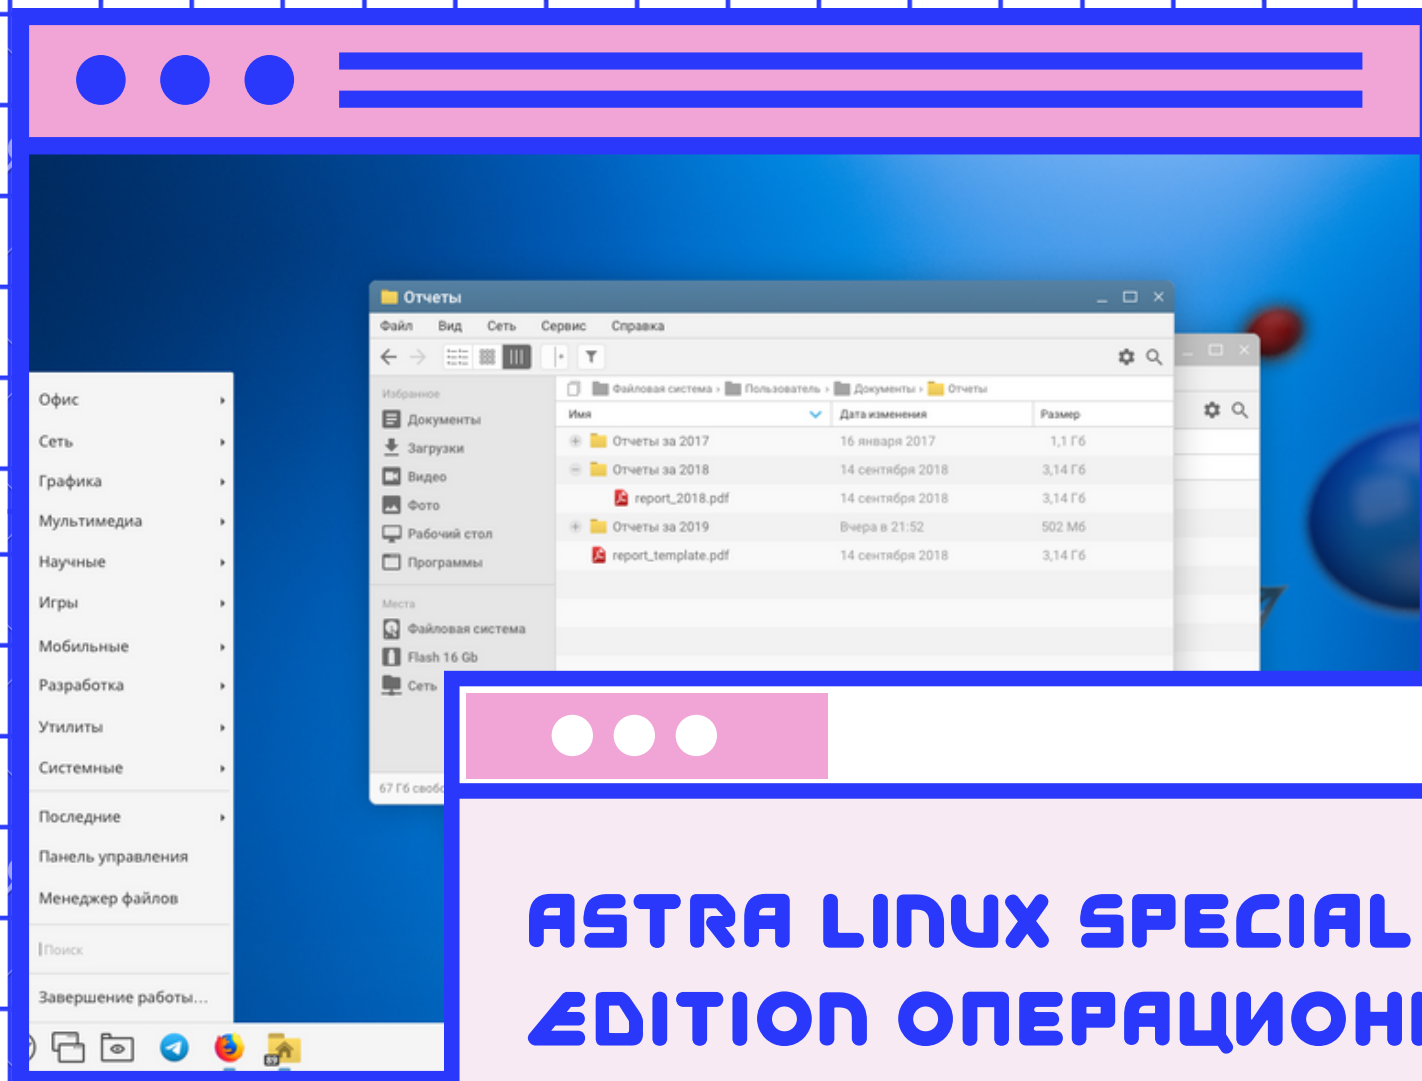 Отчеты
Файл Вид Сеть Сервис Справка
Избранное
Документы
Загрузки
Видео
Фото
Рабочий стол
Программы
Места
Файловая система
Flash 16 Gb
Сеть
67 Гб
Файловая система › Пользователь › Документы › Отчеты
Имя Дата изменения Размер
Отчеты за 2017 16 января 2017 1,1 Гб
Отчеты за 2018 14 сентября 2018 3,14 Гб
report_2018.pdf 14 сентября 2018 3,14 Гб
Отчеты за 2019 Вчера в 21:52 502 Мб
report_template.pdf 14 сентября 2018 3,14 Гб
Офис
Сеть
Графика
Мультимедиа
Научные
Игры
Мобильные
Разработка
Утилиты
Системные
Последние
Панель управления
Менеджер файлов
Поиск
Завершение работы...
89
ASTRA LINUX SPECIAL
EDITION ОПЕРАЦИОН